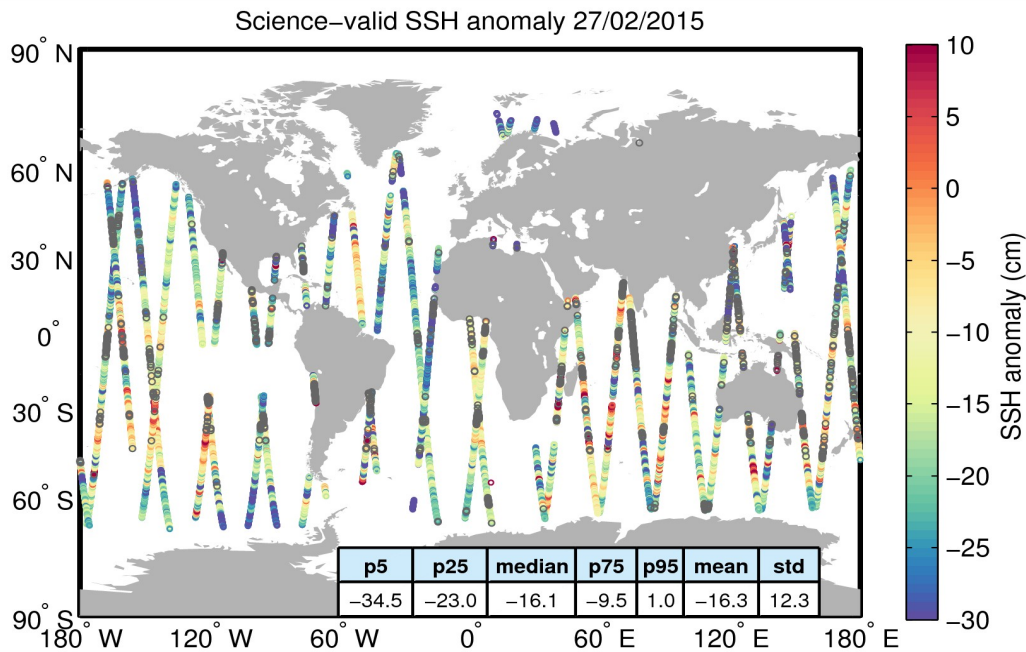 Science−valid SSH anomaly 27/02/2015
90° N
60° N
30° N
0°
30° S
60° S
90° S
180° W
120° W
60° W
0°
60° E
120° E
180° E
p5 p25 median p75 p95 mean std
−34.5 −23.0 −16.1 −9.5 1.0 −16.3 12.3
10
5
0
−5
−10
−15
−20
−25
−30
SSH anomaly (cm)